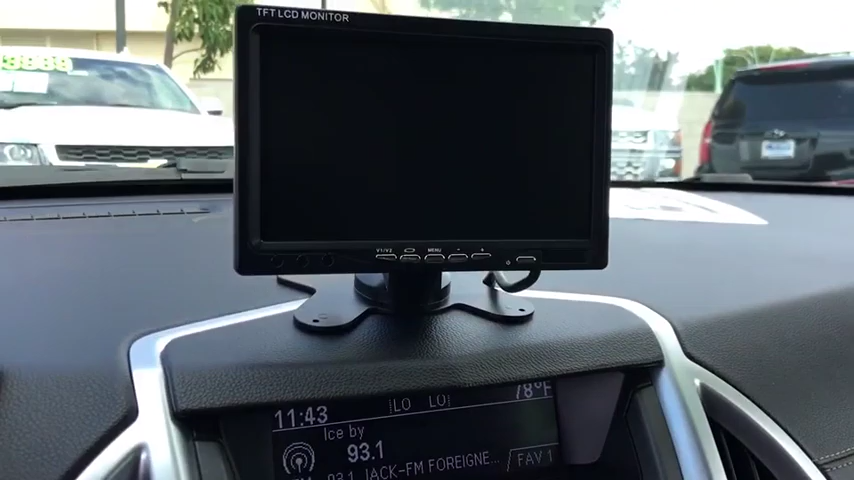 TFT LCD MONITOR
V1/V2 MENU - +
LO LO 78°F
11:43
Ice by
93.1
93.1 JACK-FM FOREIGNE... FAV 1